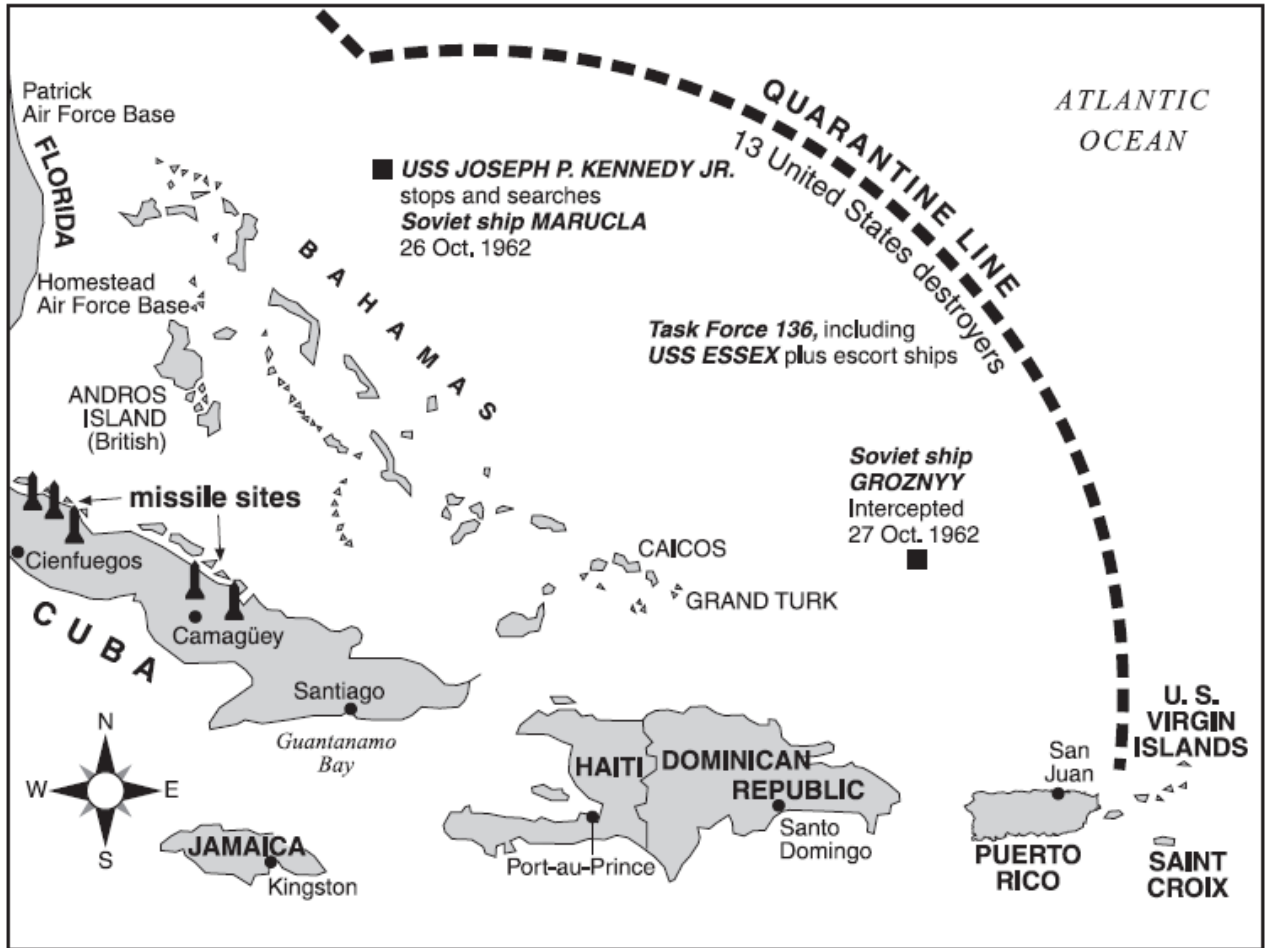 Patrick
Air Force Base
FLORIDA
ATLANTIC
OCEAN
QUARANTINE LINE
13 United States destroyers
USS JOSEPH P. KENNEDY JR.
stops and searches
Soviet ship MARUCLA
26 Oct. 1962
BAHAMAS
Homestead
Air Force Base
Task Force 136, including
USS ESSEX plus escort ships
ANDROS
ISLAND
(British)
Soviet ship
GROZNYY
Intercepted
27 Oct. 1962
missile sites
Cienfuegos
CAICOS
GRAND TURK
CUBA
Camagüey
Santiago
Guantanamo
Bay
U. S.
VIRGIN
ISLANDS
San
Juan
HAITI
DOMINICAN
REPUBLIC
N
W
E
S
JAMAICA
Kingston
Port-au-Prince
Santo
Domingo
PUERTO
RICO
SAINT
CROIX